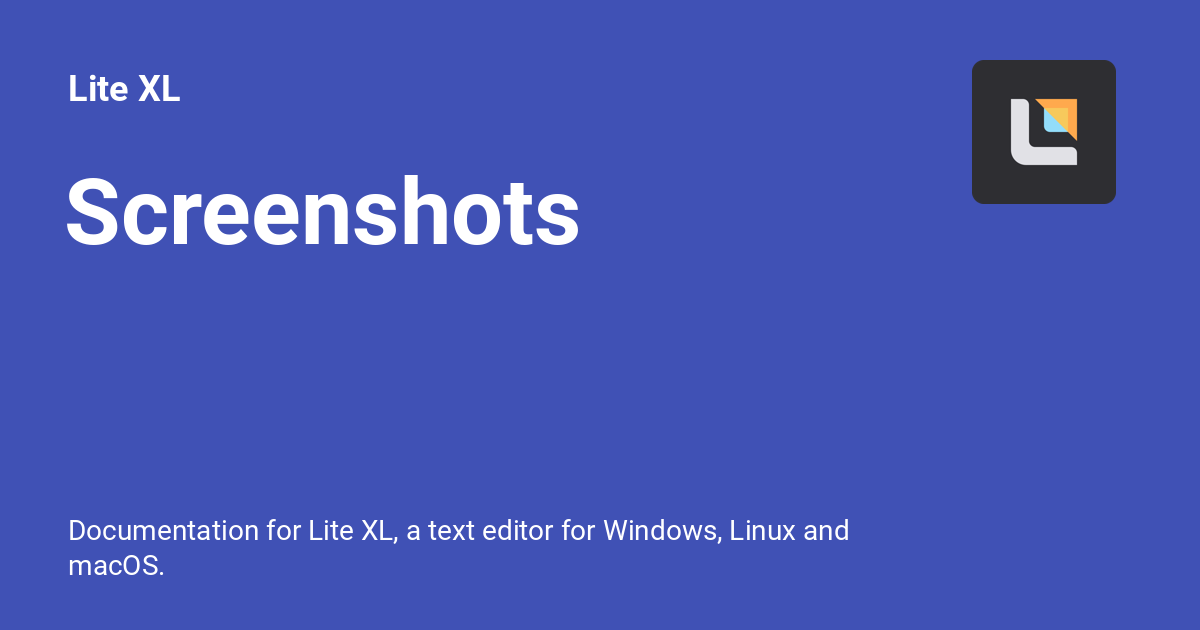 Lite XL
Screenshots
Documentation for Lite XL, a text editor for Windows, Linux and
macOS.